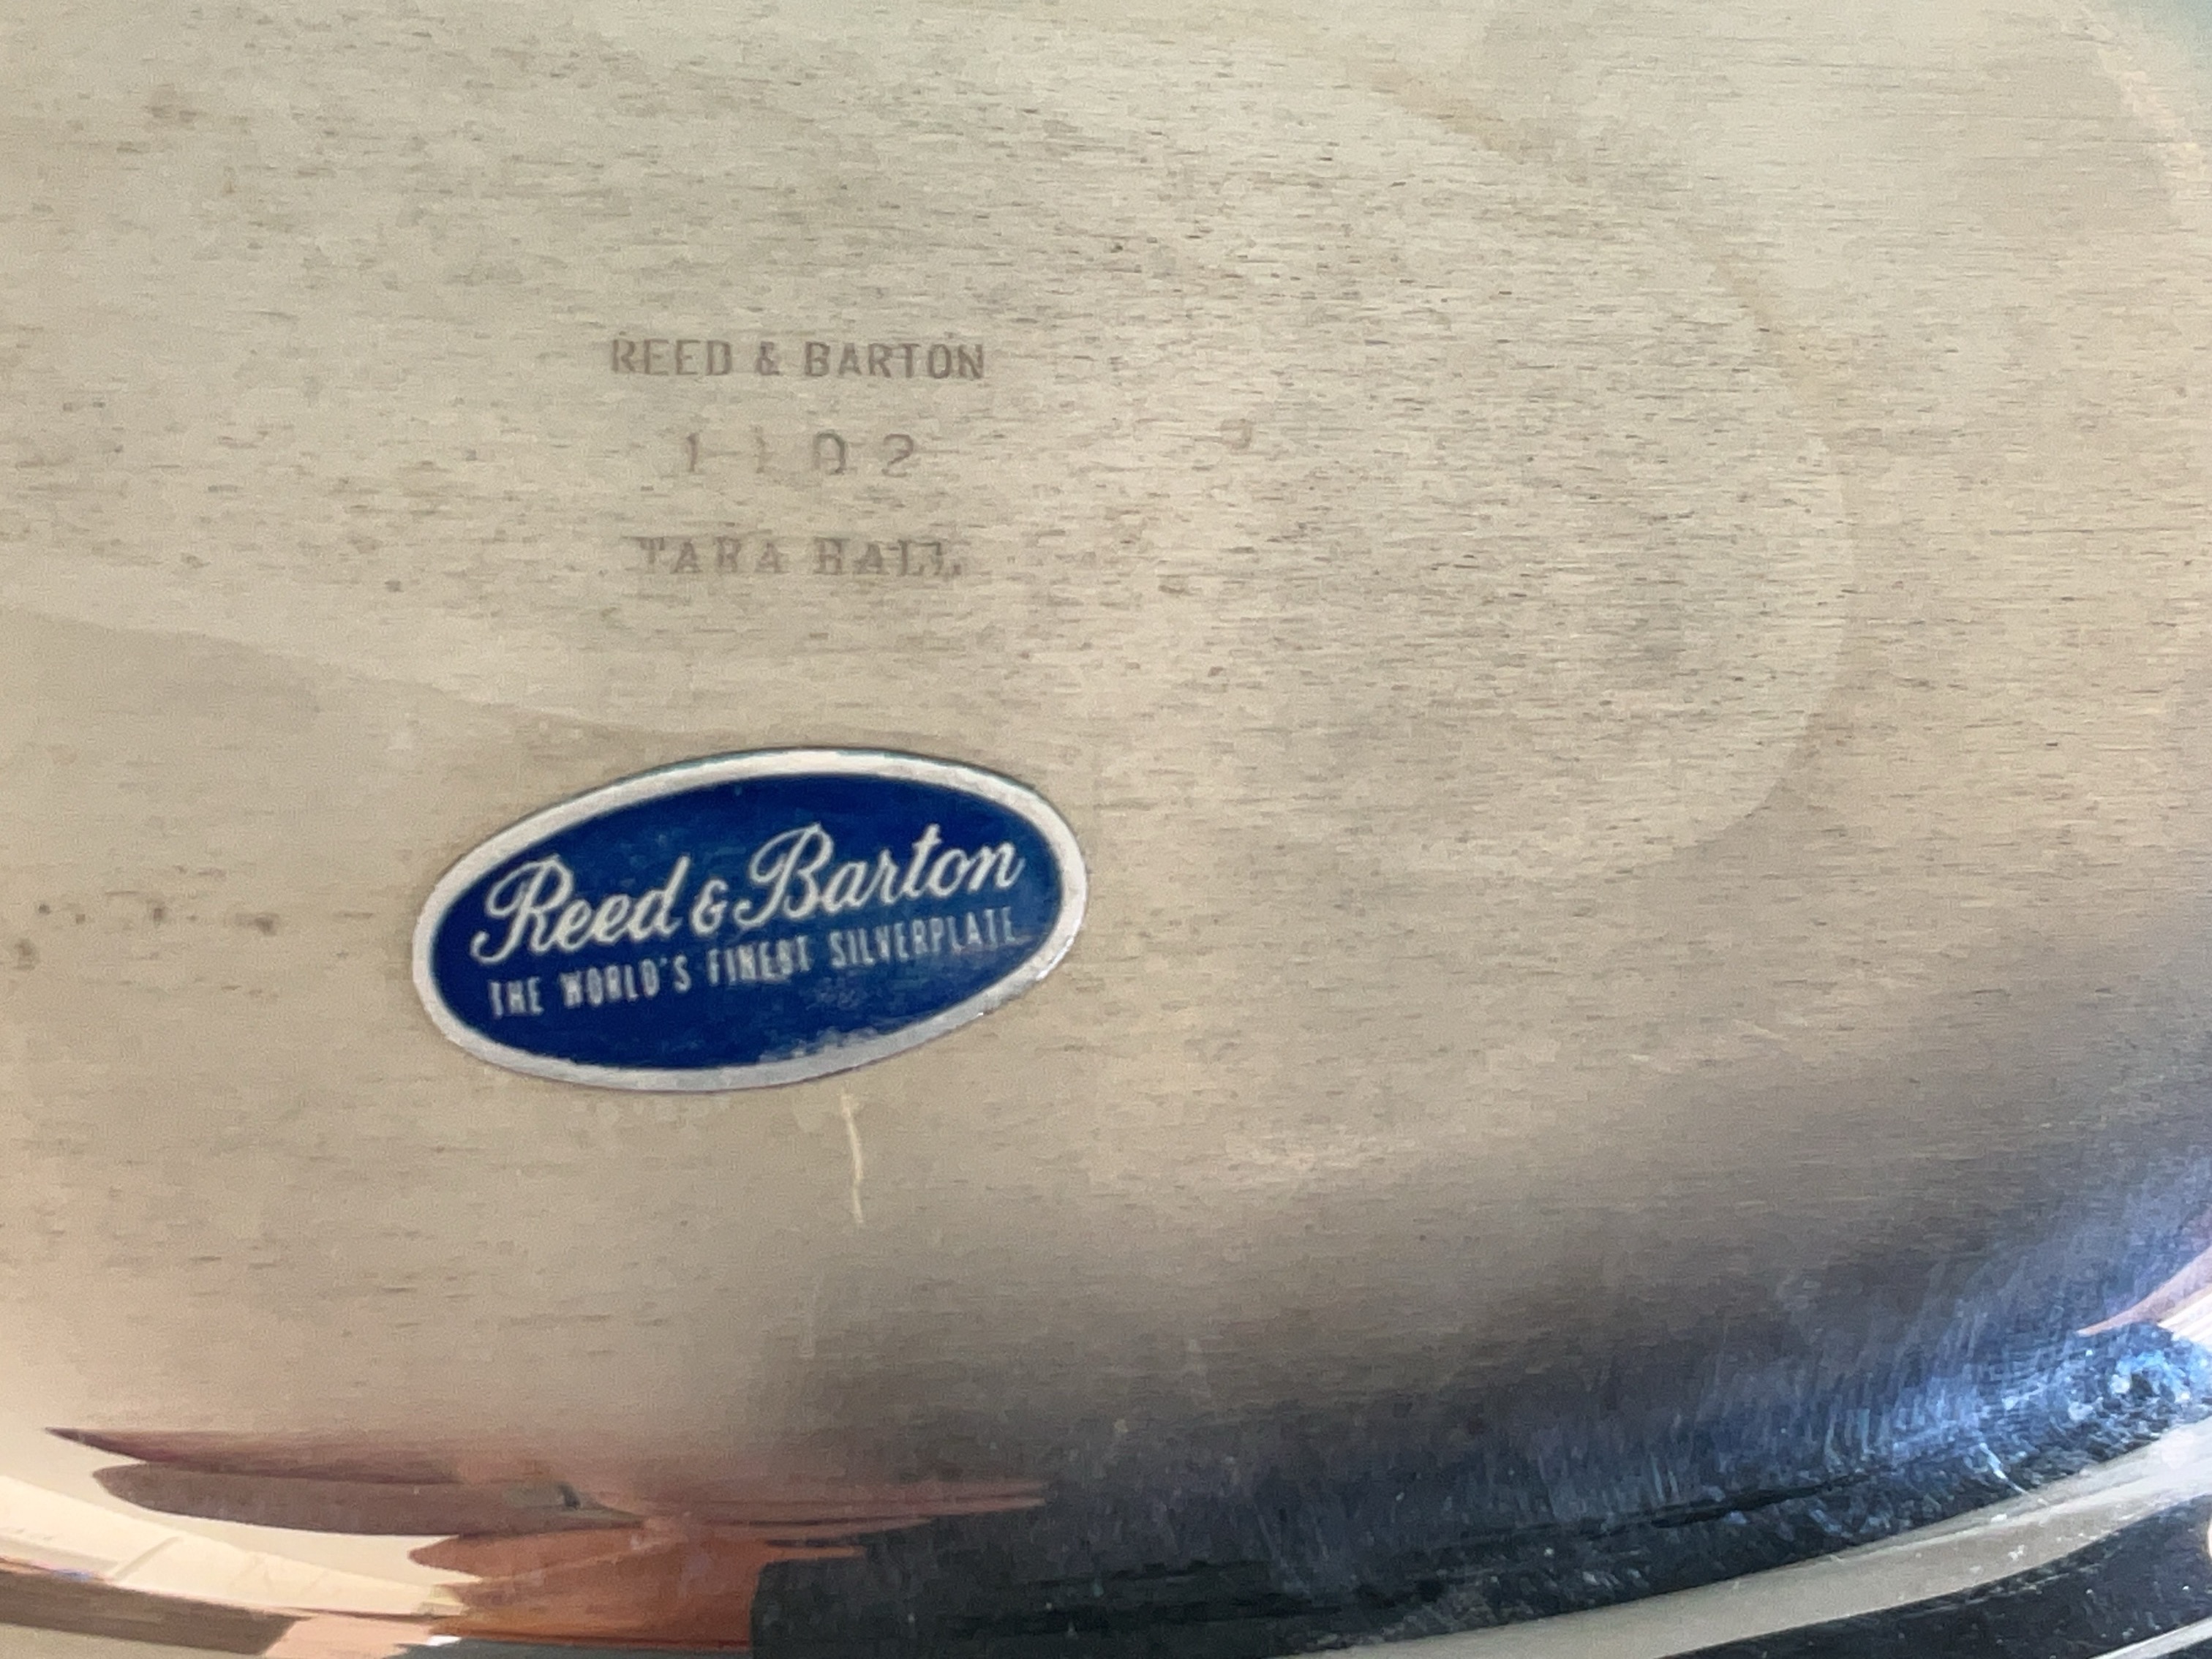 REED & BARTON
1102
TARA HALL
Reed & Barton
THE WORLD'S FINEST SILVERPLATE